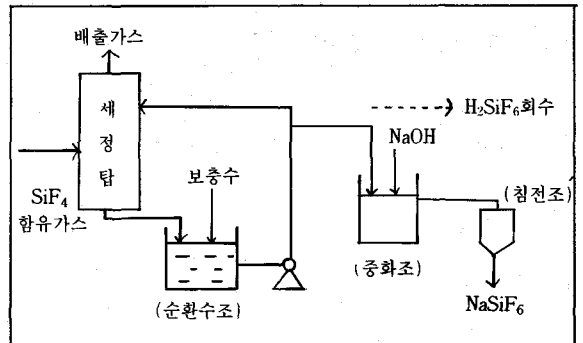 배출가스
세
정
탑
SiF₄
함유가스
보충수
(순환수조)
H₂SiF₆회수
NaOH
(중화조)
(침전조)
NaSiF₆